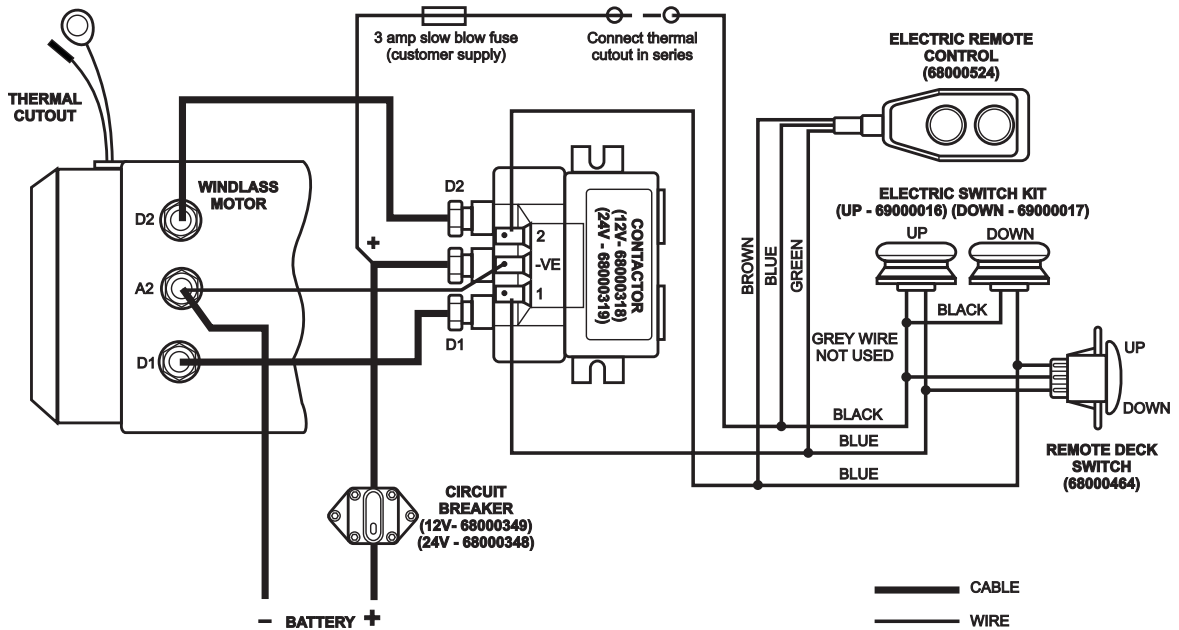 3 amp slow blow fuse
(customer supply)
Connect thermal
cutout in series
ELECTRIC REMOTE
CONTROL
(68000524)
THERMAL
CUTOUT
WINDLASS
MOTOR
D2
A2
D1
D2
+
D1
2
-VE
1
CONTACTOR
(12V- 68000318)
(24V - 68000319)
BROWN
BLUE
GREEN
ELECTRIC SWITCH KIT
(UP - 69000016) (DOWN - 69000017)
UP
DOWN
BLACK
GREY WIRE
NOT USED
UP
DOWN
BLACK
BLUE
BLUE
REMOTE DECK
SWITCH
(68000464)
CIRCUIT
BREAKER
(12V- 68000349)
(24V - 68000348)
- BATTERY +
CABLE
WIRE